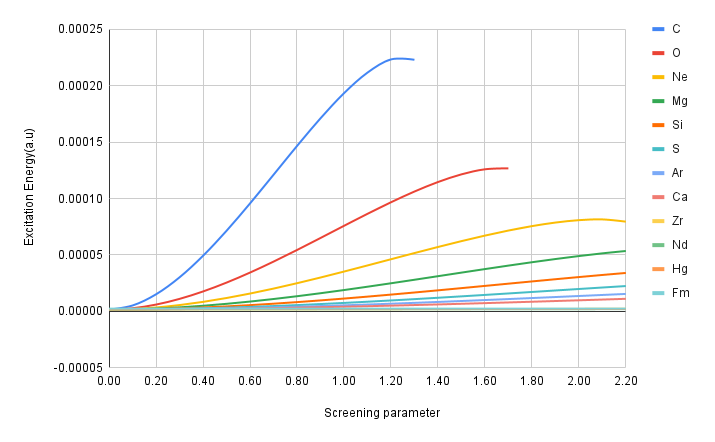 0.00025
0.00020
0.00015
0.00010
0.00005
0.00000
-0.00005
Excitation Energy(a.u)
0.00 0.20 0.40 0.60 0.80 1.00 1.20 1.40 1.60 1.80 2.00 2.20
Screening parameter
C
O
Ne
Mg
Si
S
Ar
Ca
Zr
Nd
Hg
Fm